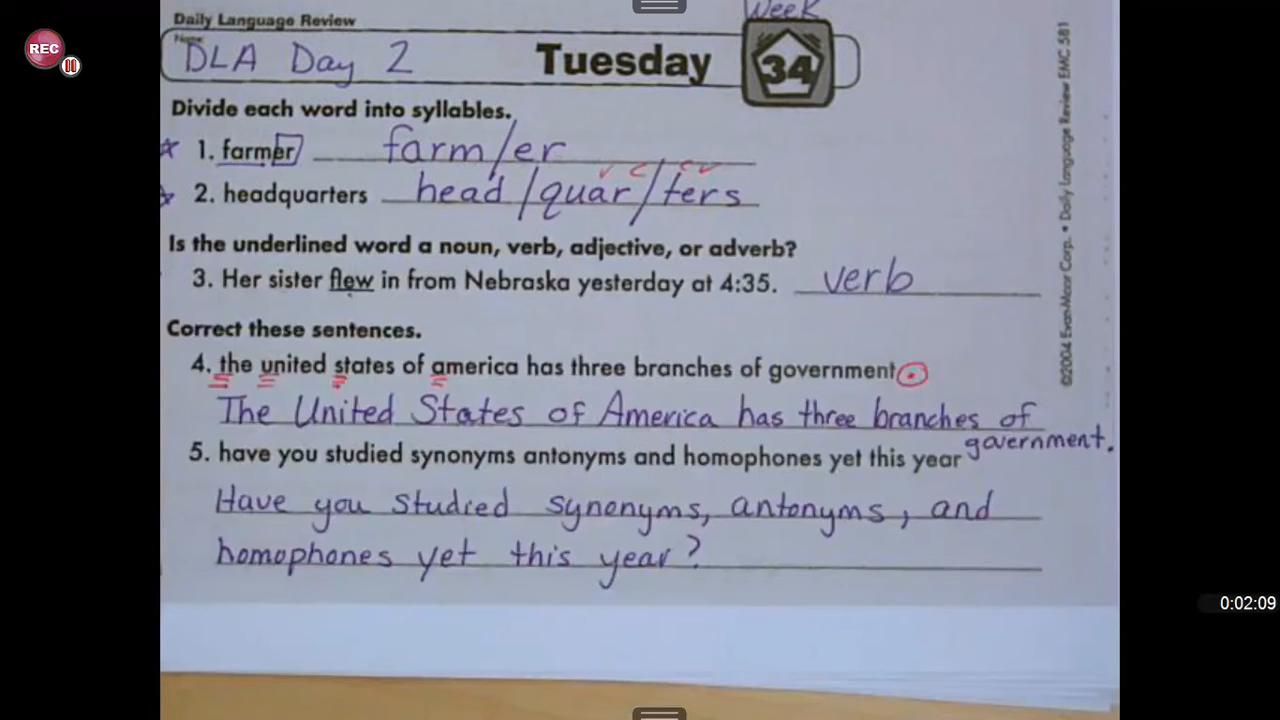 Week
REC
Daily Language Review
Name
DLA Day 2 Tuesday 34
Divide each word into syllables.
1. farmer farm/er
v c c v
2. headquarters head/quar/ters
Is the underlined word a noun, verb, adjective, or adverb?
3. Her sister flew in from Nebraska yesterday at 4:35. verb
Correct these sentences.
4. the united states of america has three branches of government.
The United States of America has three branches of
government.
5. have you studied synonyms antonyms and homophones yet this year
Have you studied synonyms, antonyms, and
homophones yet this year?
©2004 Evan-Moor Corp. • Daily Language Review EMC 581
0:02:09